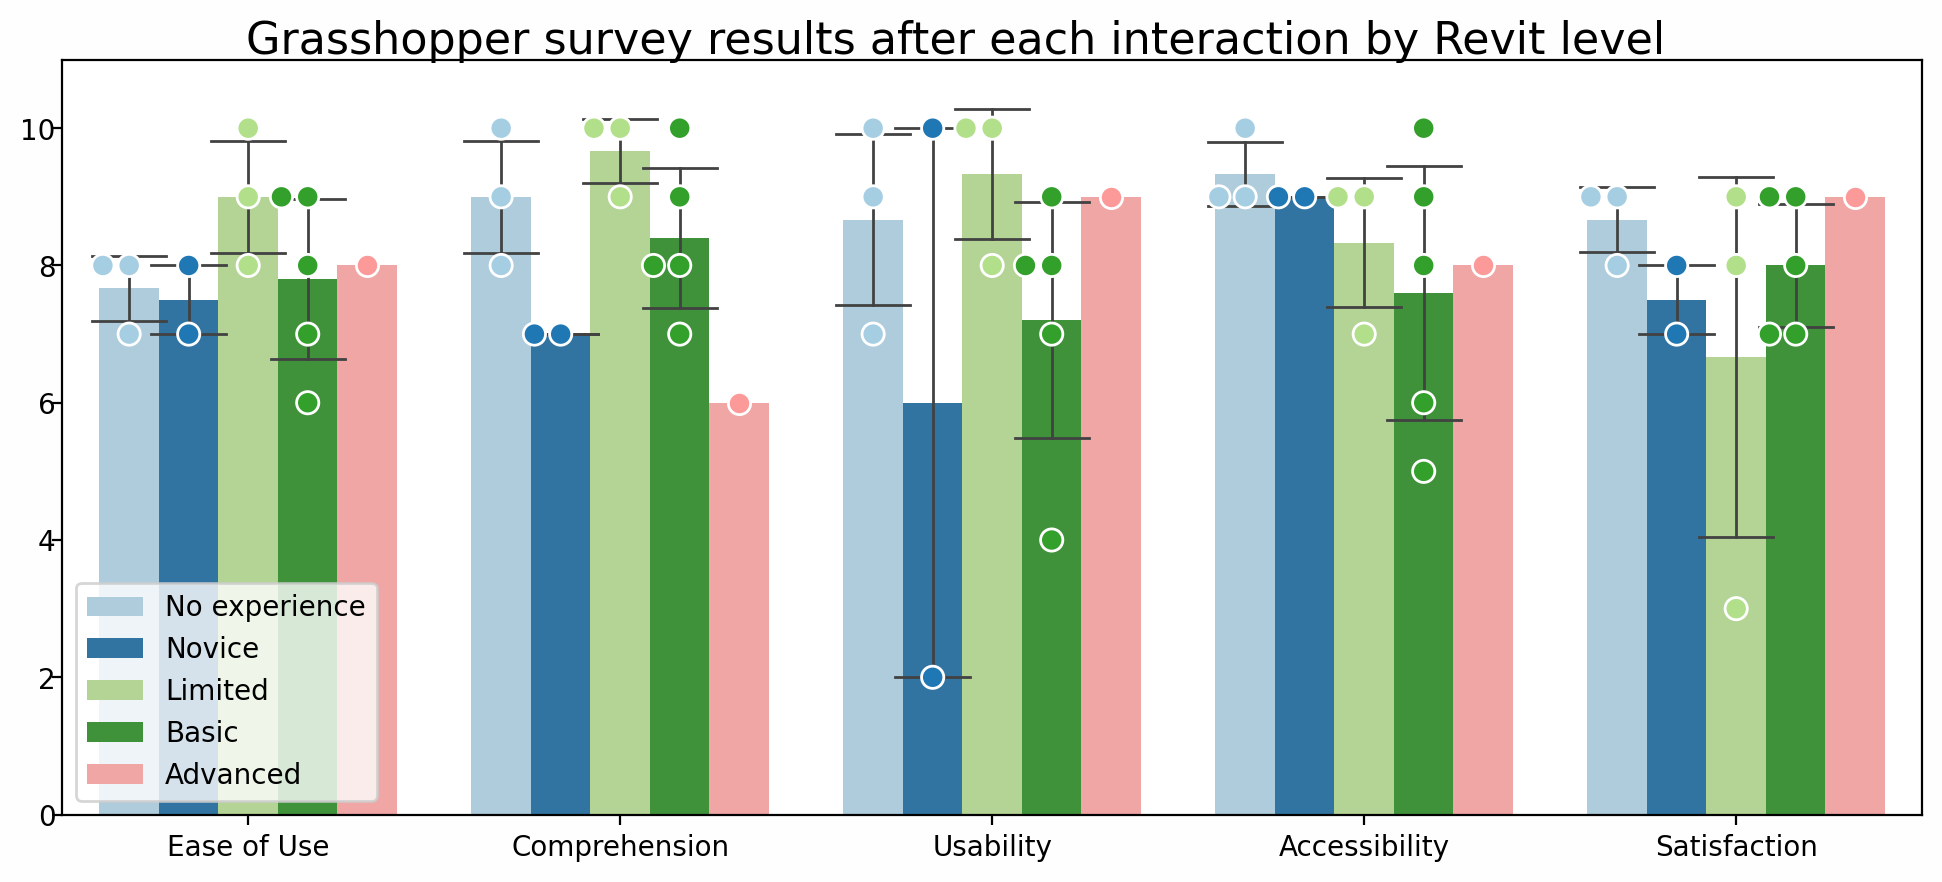 Grasshopper survey results after each interaction by Revit level
10
8
6
4
2
0
No experience
Novice
Limited
Basic
Advanced
Ease of Use
Comprehension
Usability
Accessibility
Satisfaction